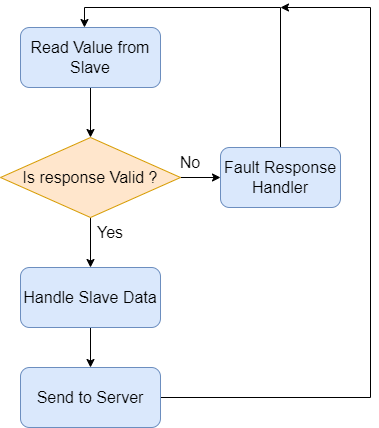 Read Value from
Slave
Is response Valid ?
No
Fault Response
Handler
Yes
Handle Slave Data
Send to Server